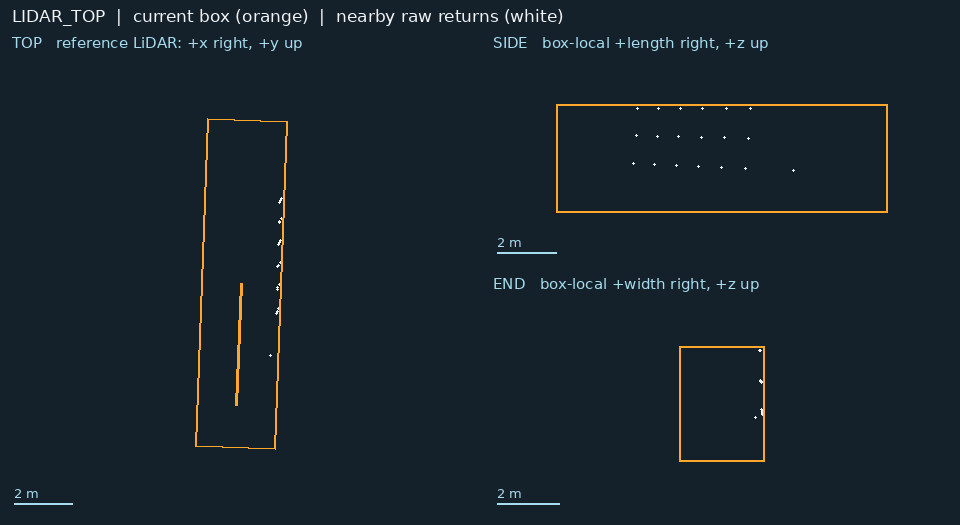 LIDAR_TOP  |  current box (orange)  |  nearby raw returns (white)
TOP   reference LiDAR: +x right, +y up
SIDE   box-local +length right, +z up
2 m
END   box-local +width right, +z up
2 m
2 m